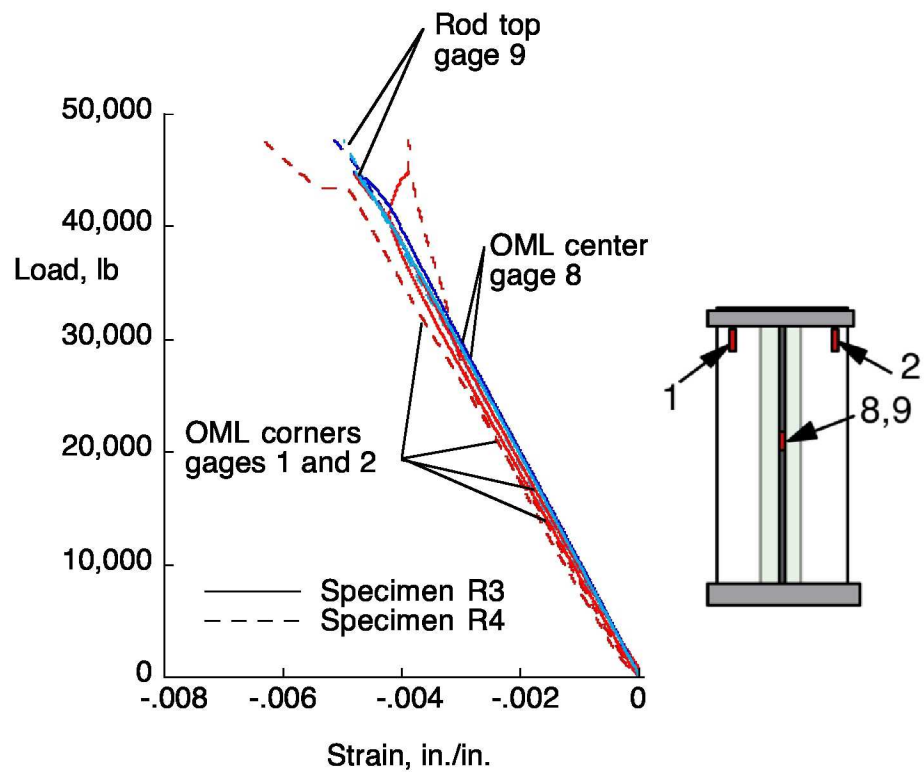 Rod top
gage 9
50,000
40,000
Load, lb
OML center
gage 8
30,000
1
2
8,9
OML corners
gages 1 and 2
20,000
10,000
Specimen R3
Specimen R4
0
-.008
-.006
-.004
-.002
0
Strain, in./in.